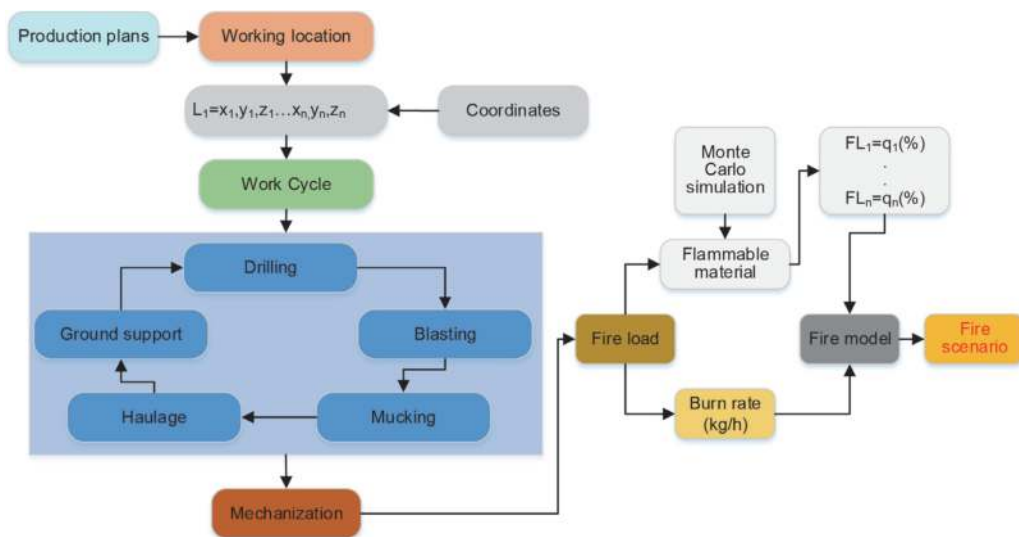 Production plans
Working location
L₁=x₁,y₁,z₁...xₙ,yₙ,zₙ
Coordinates
Work Cycle
Drilling
Blasting
Mucking
Haulage
Ground support
Mechanization
Fire load
Monte
Carlo
simulation
Flammable
material
FL₁=q₁(%)
.
.
FLₙ=qₙ(%)
Burn rate
(kg/h)
Fire model
Fire
scenario